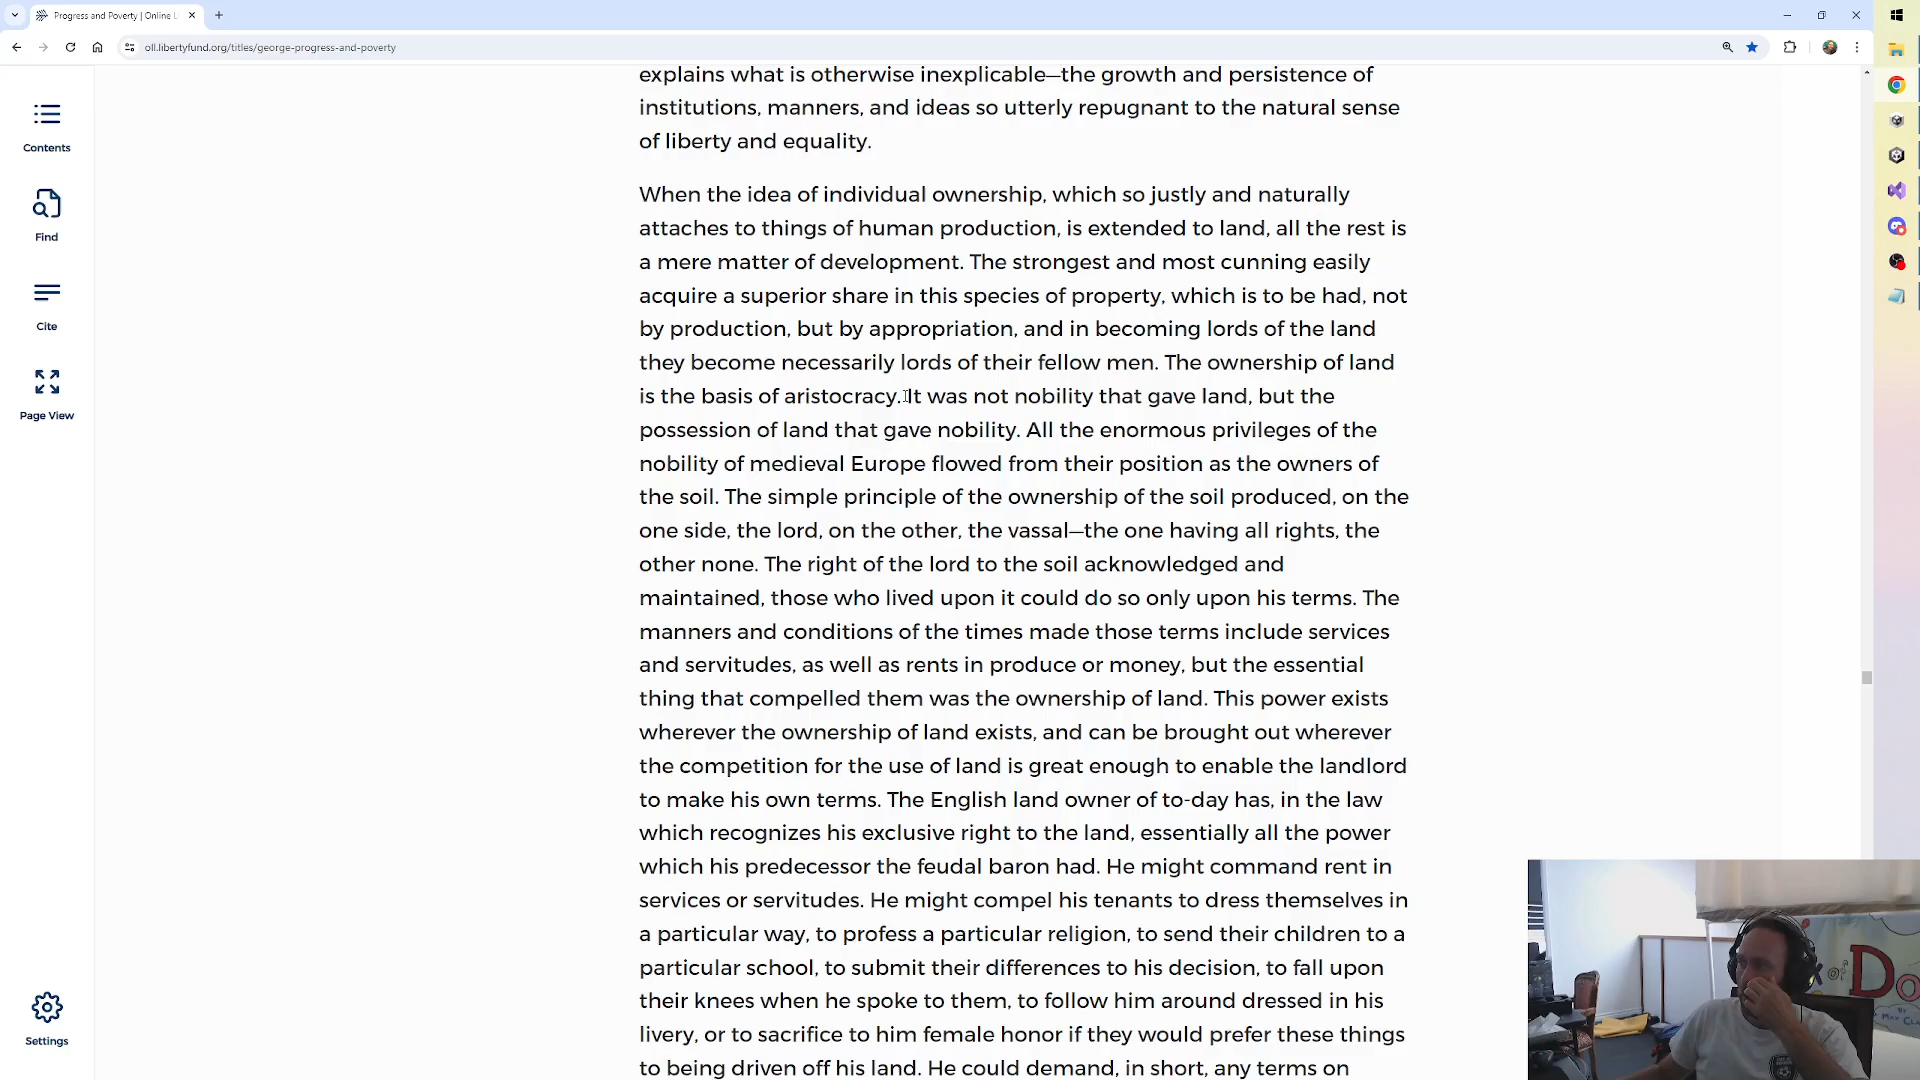 Progress and Poverty | Online L
oll.libertyfund.org/titles/george-progress-and-poverty
Contents
Find
Cite
Page View
Settings
explains what is otherwise inexplicable—the growth and persistence of
institutions, manners, and ideas so utterly repugnant to the natural sense
of liberty and equality.
When the idea of individual ownership, which so justly and naturally
attaches to things of human production, is extended to land, all the rest is
a mere matter of development. The strongest and most cunning easily
acquire a superior share in this species of property, which is to be had, not
by production, but by appropriation, and in becoming lords of the land
they become necessarily lords of their fellow men. The ownership of land
is the basis of aristocracy. It was not nobility that gave land, but the
possession of land that gave nobility. All the enormous privileges of the
nobility of medieval Europe flowed from their position as the owners of
the soil. The simple principle of the ownership of the soil produced, on the
one side, the lord, on the other, the vassal—the one having all rights, the
other none. The right of the lord to the soil acknowledged and
maintained, those who lived upon it could do so only upon his terms. The
manners and conditions of the times made those terms include services
and servitudes, as well as rents in produce or money, but the essential
thing that compelled them was the ownership of land. This power exists
wherever the ownership of land exists, and can be brought out wherever
the competition for the use of land is great enough to enable the landlord
to make his own terms. The English land owner of to-day has, in the law
which recognizes his exclusive right to the land, essentially all the power
which his predecessor the feudal baron had. He might command rent in
services or servitudes. He might compel his tenants to dress themselves in
a particular way, to profess a particular religion, to send their children to a
particular school, to submit their differences to his decision, to fall upon
their knees when he spoke to them, to follow him around dressed in his
livery, or to sacrifice to him female honor if they would prefer these things
to being driven off his land. He could demand, in short, any terms on
of Do
BY
MAX CLA